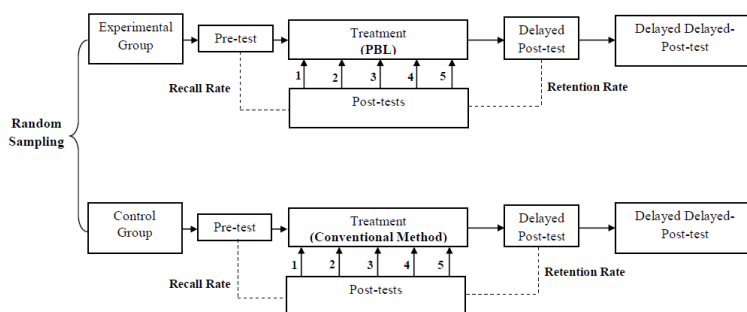 Experimental
Group
Pre-test
Treatment
(PBL)
Delayed
Post-test
Delayed Delayed-
Post-test
1
2
3
4
5
Recall Rate
Post-tests
Retention Rate
Random
Sampling
Control
Group
Pre-test
Treatment
(Conventional Method)
Delayed
Post-test
Delayed Delayed-
Post-test
1
2
3
4
5
Recall Rate
Post-tests
Retention Rate